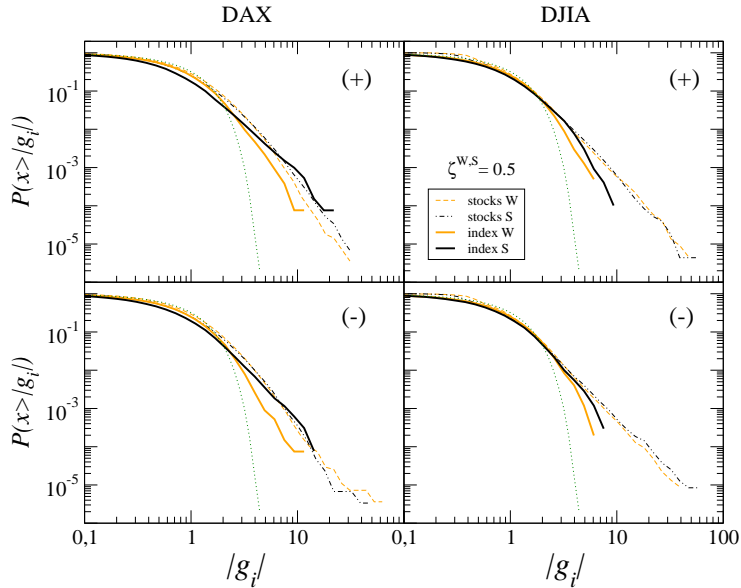 DAX DJIA
(+) (+)
P(x>|g_i|)
10^-1
10^-3
10^-5
ζ^W,S = 0.5
stocks W
stocks S
index W
index S
(-) (-)
P(x>|g_i|)
10^-1
10^-3
10^-5
0,1 1 10 0,1 1 10 100
|g_i| |g_i|